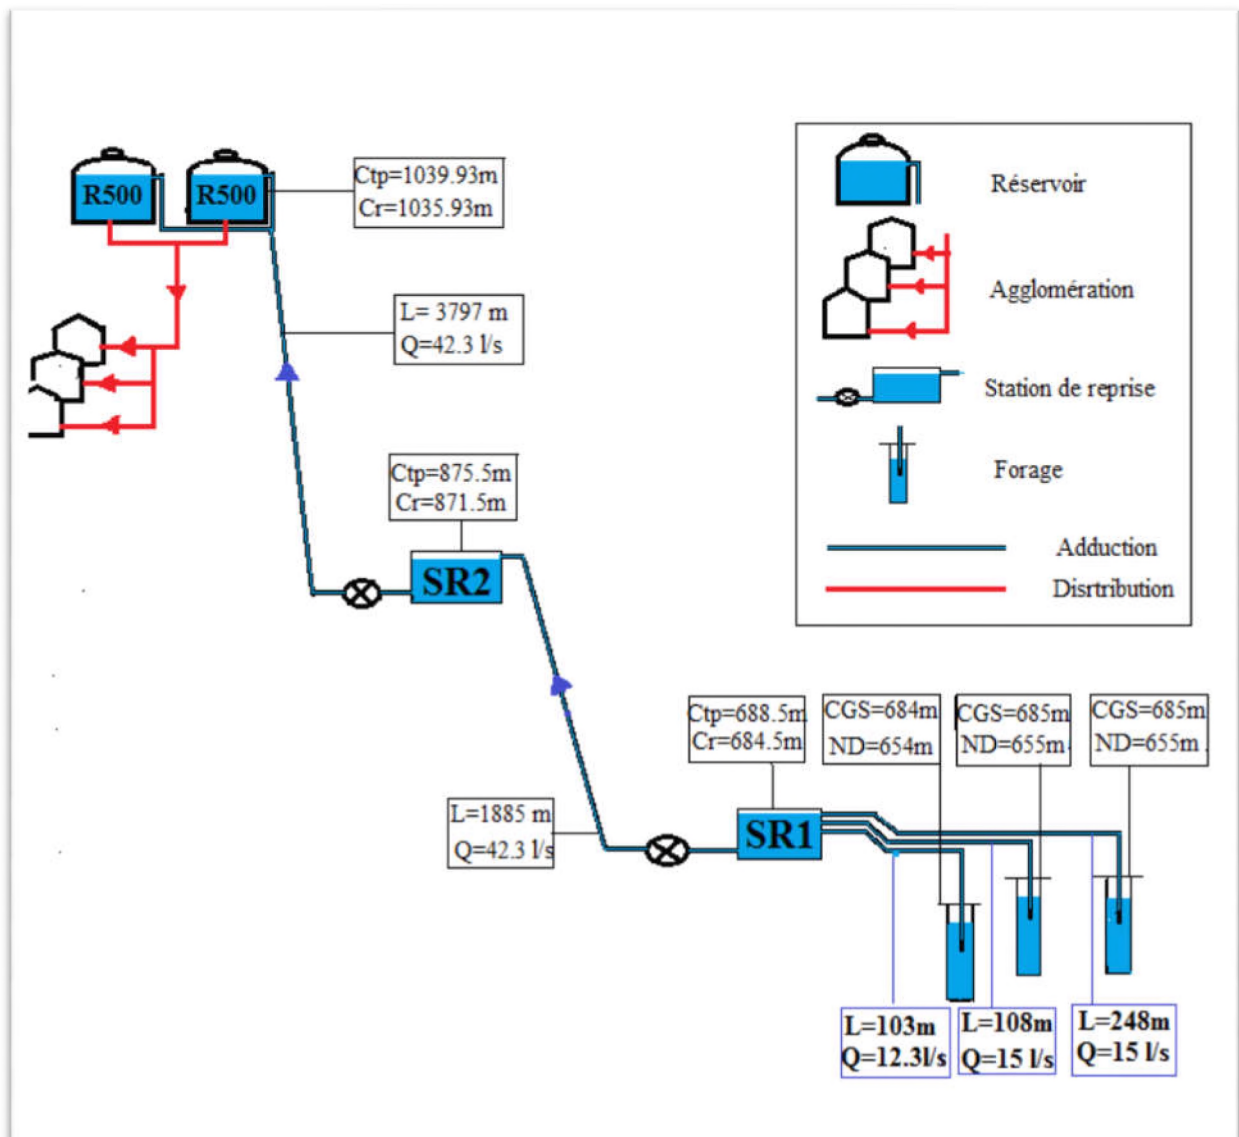 R500
R500
Ctp=1039.93m
Cr=1035.93m
L= 3797 m
Q=42.3 l/s
Ctp=875.5m
Cr=871.5m
SR2
Réservoir
Agglomération
Station de reprise
Forage
Adduction
Disrtribution
Ctp=688.5m
Cr=684.5m
CGS=684m
ND=654m
CGS=685m
ND=655m
CGS=685m
ND=655m
L=1885 m
Q=42.3 l/s
SR1
L=103m
Q=12.3l/s
L=108m
Q=15 l/s
L=248m
Q=15 l/s